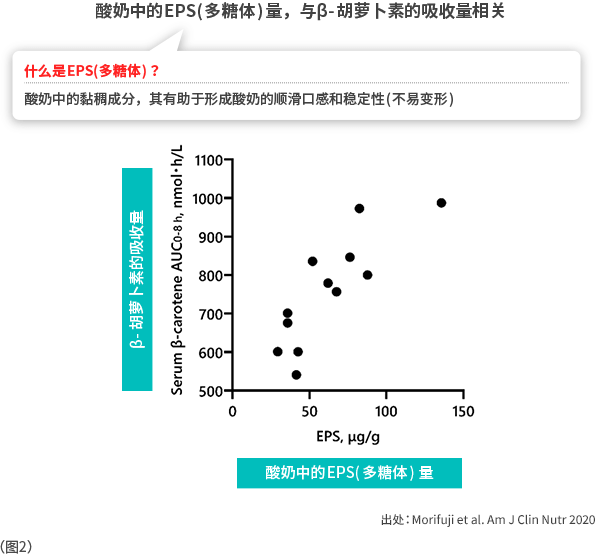 酸奶中的EPS(多糖体)量，与β-胡萝卜素的吸收量相关
什么是EPS(多糖体)？
酸奶中的黏稠成分，其有助于形成酸奶的顺滑口感和稳定性(不易变形)
β-胡萝卜素的吸收量
Serum β-carotene AUC0-8 h, nmol·h/L
1100
1000
900
800
700
600
500
0 50 100 150
EPS, μg/g
酸奶中的EPS(多糖体)量
出处：Morifuji et al. Am J Clin Nutr 2020
(图2)